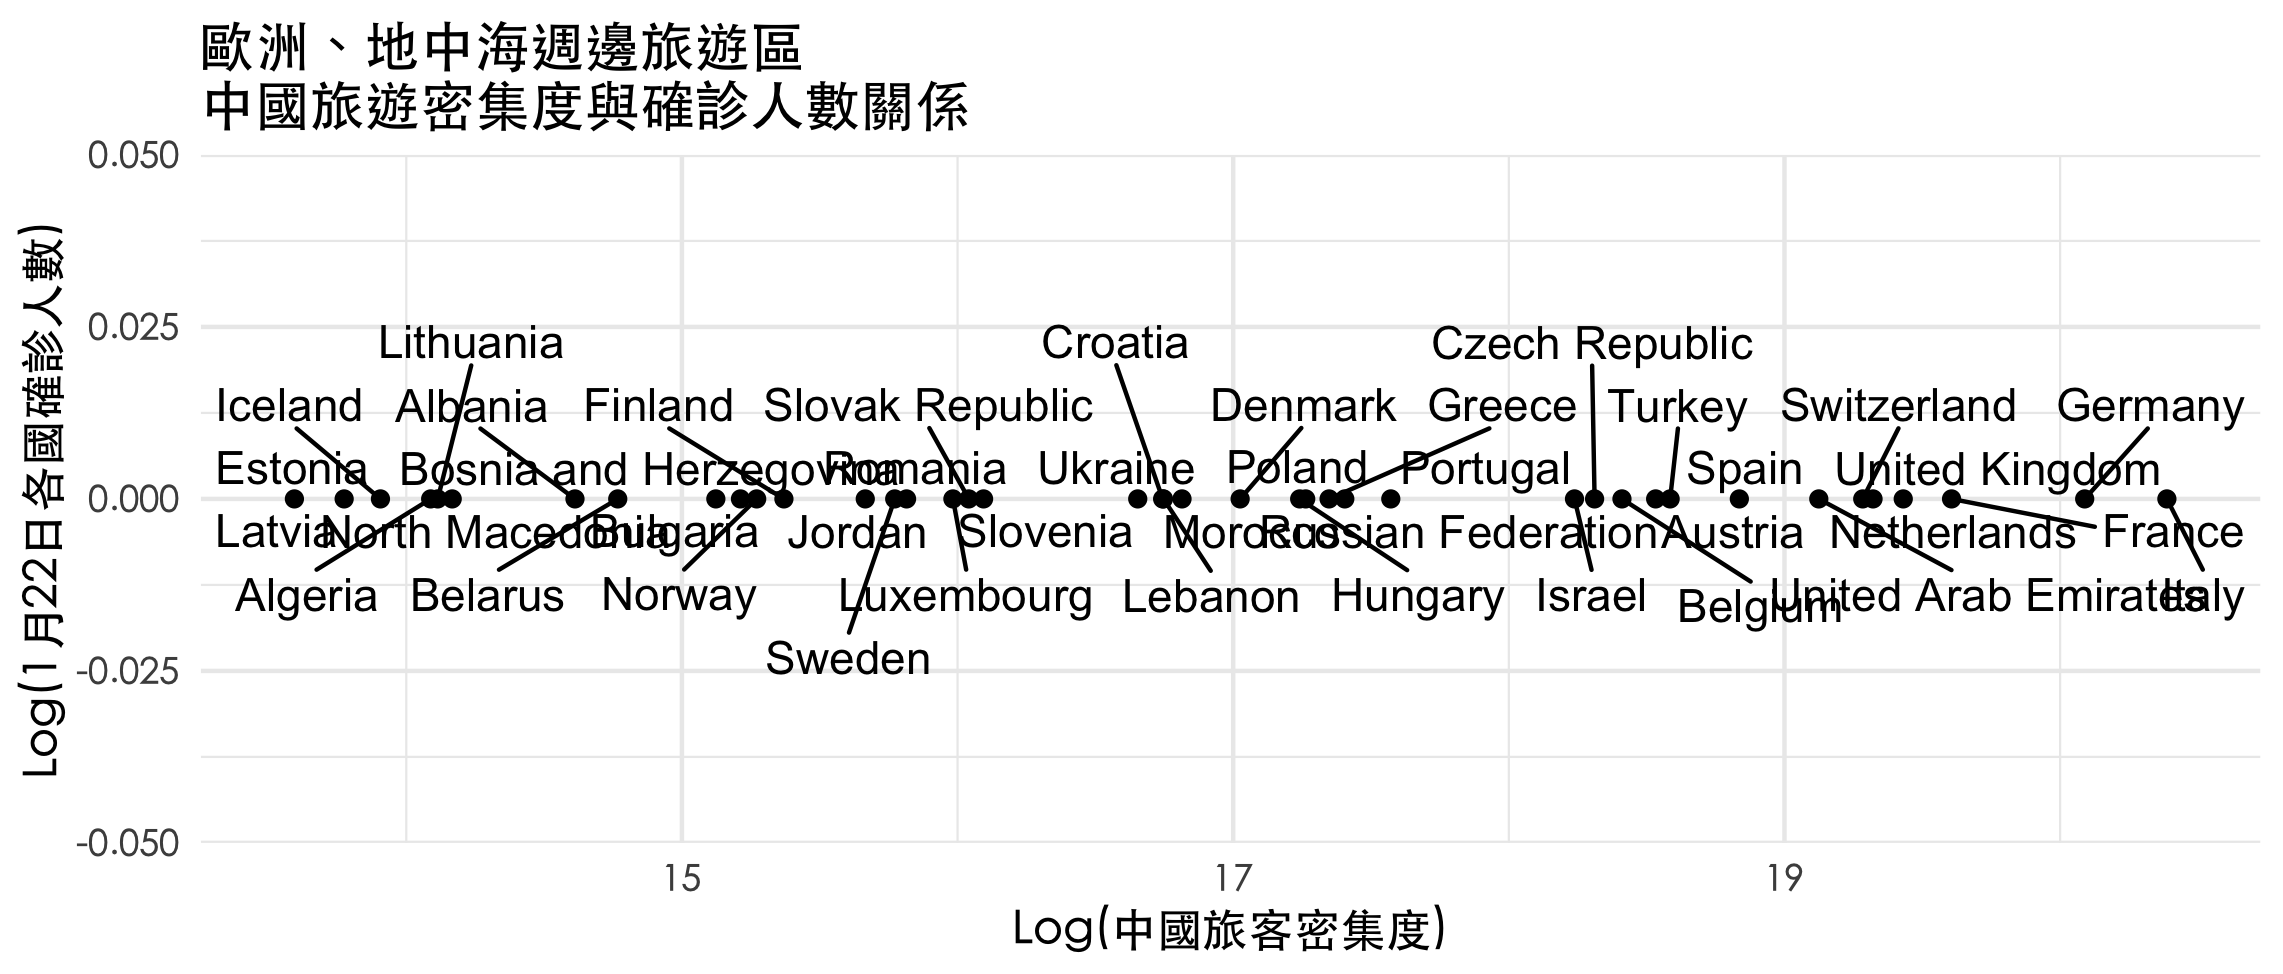 歐洲、地中海週邊旅遊區
中國旅遊密集度與確診人數關係
Log(1月22日各國確診人數)
0.050
0.025
0.000
-0.025
-0.050
Lithuania
Croatia
Czech Republic
Iceland
Albania
Finland
Slovak Republic
Denmark
Greece
Turkey
Switzerland
Germany
Estonia
Bosnia and Herzegovina
Romania
Ukraine
Poland
Portugal
Spain
United Kingdom
Latvia
North Macedonia
Bulgaria
Jordan
Slovenia
Morocco
Russian Federation
Austria
Netherlands
France
Algeria
Belarus
Norway
Luxembourg
Lebanon
Hungary
Israel
Belgium
United Arab Emirates
Italy
Sweden
15
17
19
Log(中國旅客密集度)